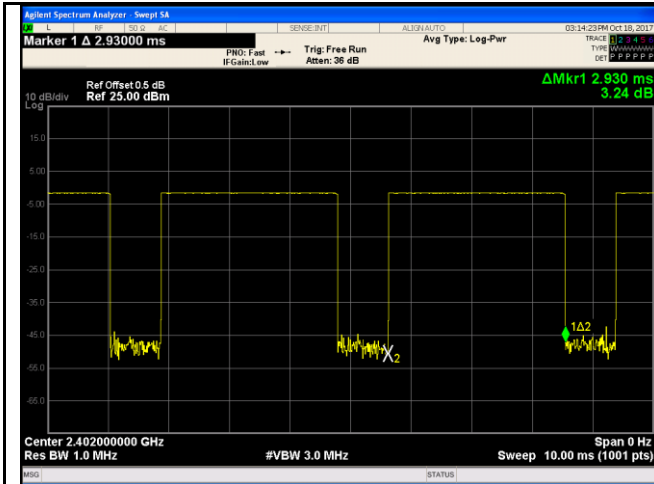 Agilent Spectrum Analyzer - Swept SA
L RF 50 Ω AC SENSE:INT ALIGNAUTO 03:14:23 PM Oct 18, 2017
Marker 1 Δ 2.93000 ms Avg Type: Log-Pwr TRACE 1 2 3 4 5 6
PNO: Fast Trig: Free Run TYPE WWWWWW
IFGain:Low Atten: 36 dB DET P P P P P P
ΔMkr1 2.930 ms
Ref Offset 0.5 dB
10 dB/div Ref 25.00 dBm 3.24 dB
Log
15.0
5.00
-5.00
-15.0
-25.0
-35.0
1Δ2
-45.0
X2
-55.0
-65.0
Center 2.402000000 GHz Span 0 Hz
Res BW 1.0 MHz #VBW 3.0 MHz Sweep 10.00 ms (1001 pts)
MSG STATUS